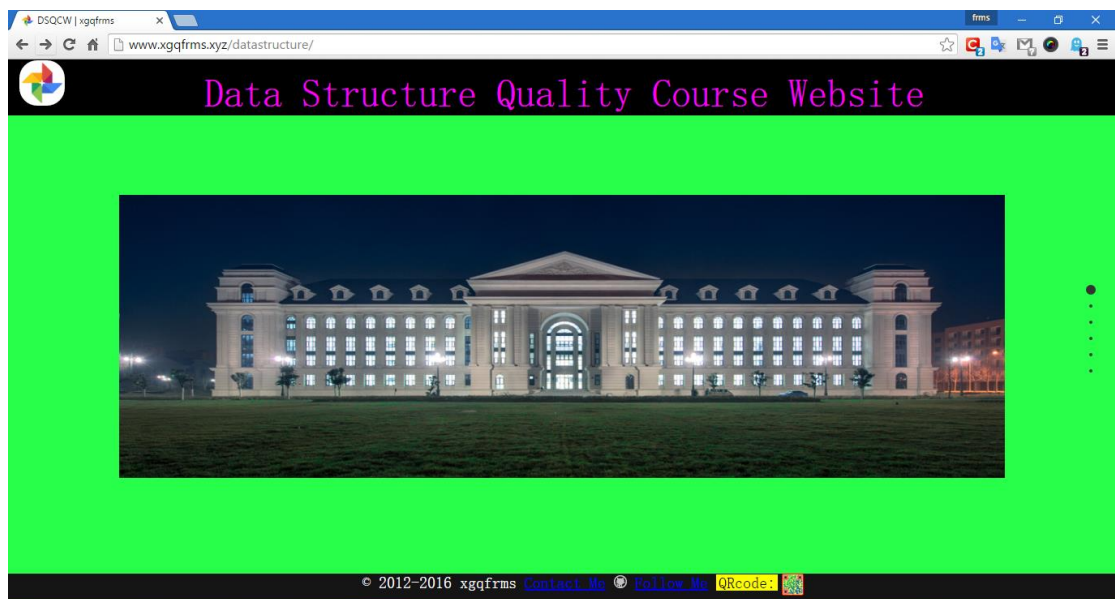 DSQCW | xgqfrms
frms
www.xgqfrms.xyz/datastructure/
Data Structure Quality Course Website
© 2012-2016 xgqfrms Contact Me Follow Me QRcode: